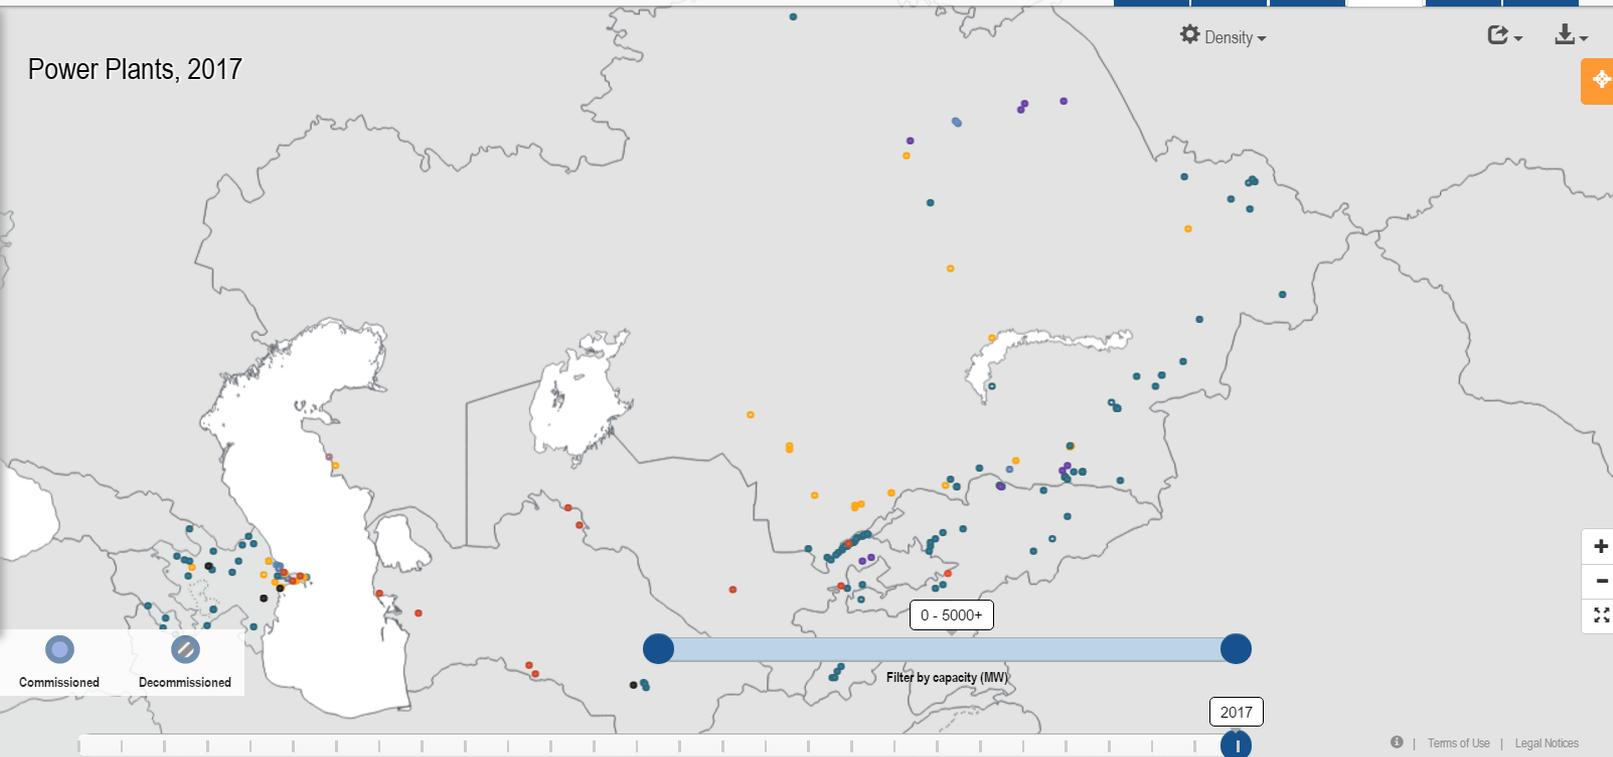 Density
Power Plants, 2017
0 - 5000+
Commissioned
Decommissioned
Filter by capacity (MW)
2017
| Terms of Use | Legal Notices